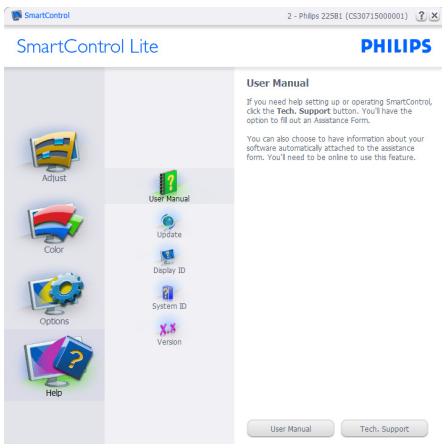 SmartControl
2 - Philips 225B1 (CS30715000001)
SmartControl Lite
PHILIPS
Adjust
Color
Options
Help
User Manual
Update
Display ID
System ID
X.X
Version
User Manual
If you need help setting up or operating SmartControl,
click the Tech. Support button. You'll have the
option to fill out an Assistance Form.
You can also choose to have information about your
software automatically attached to the assistance
form. You'll need to be online to use this feature.
User Manual
Tech. Support